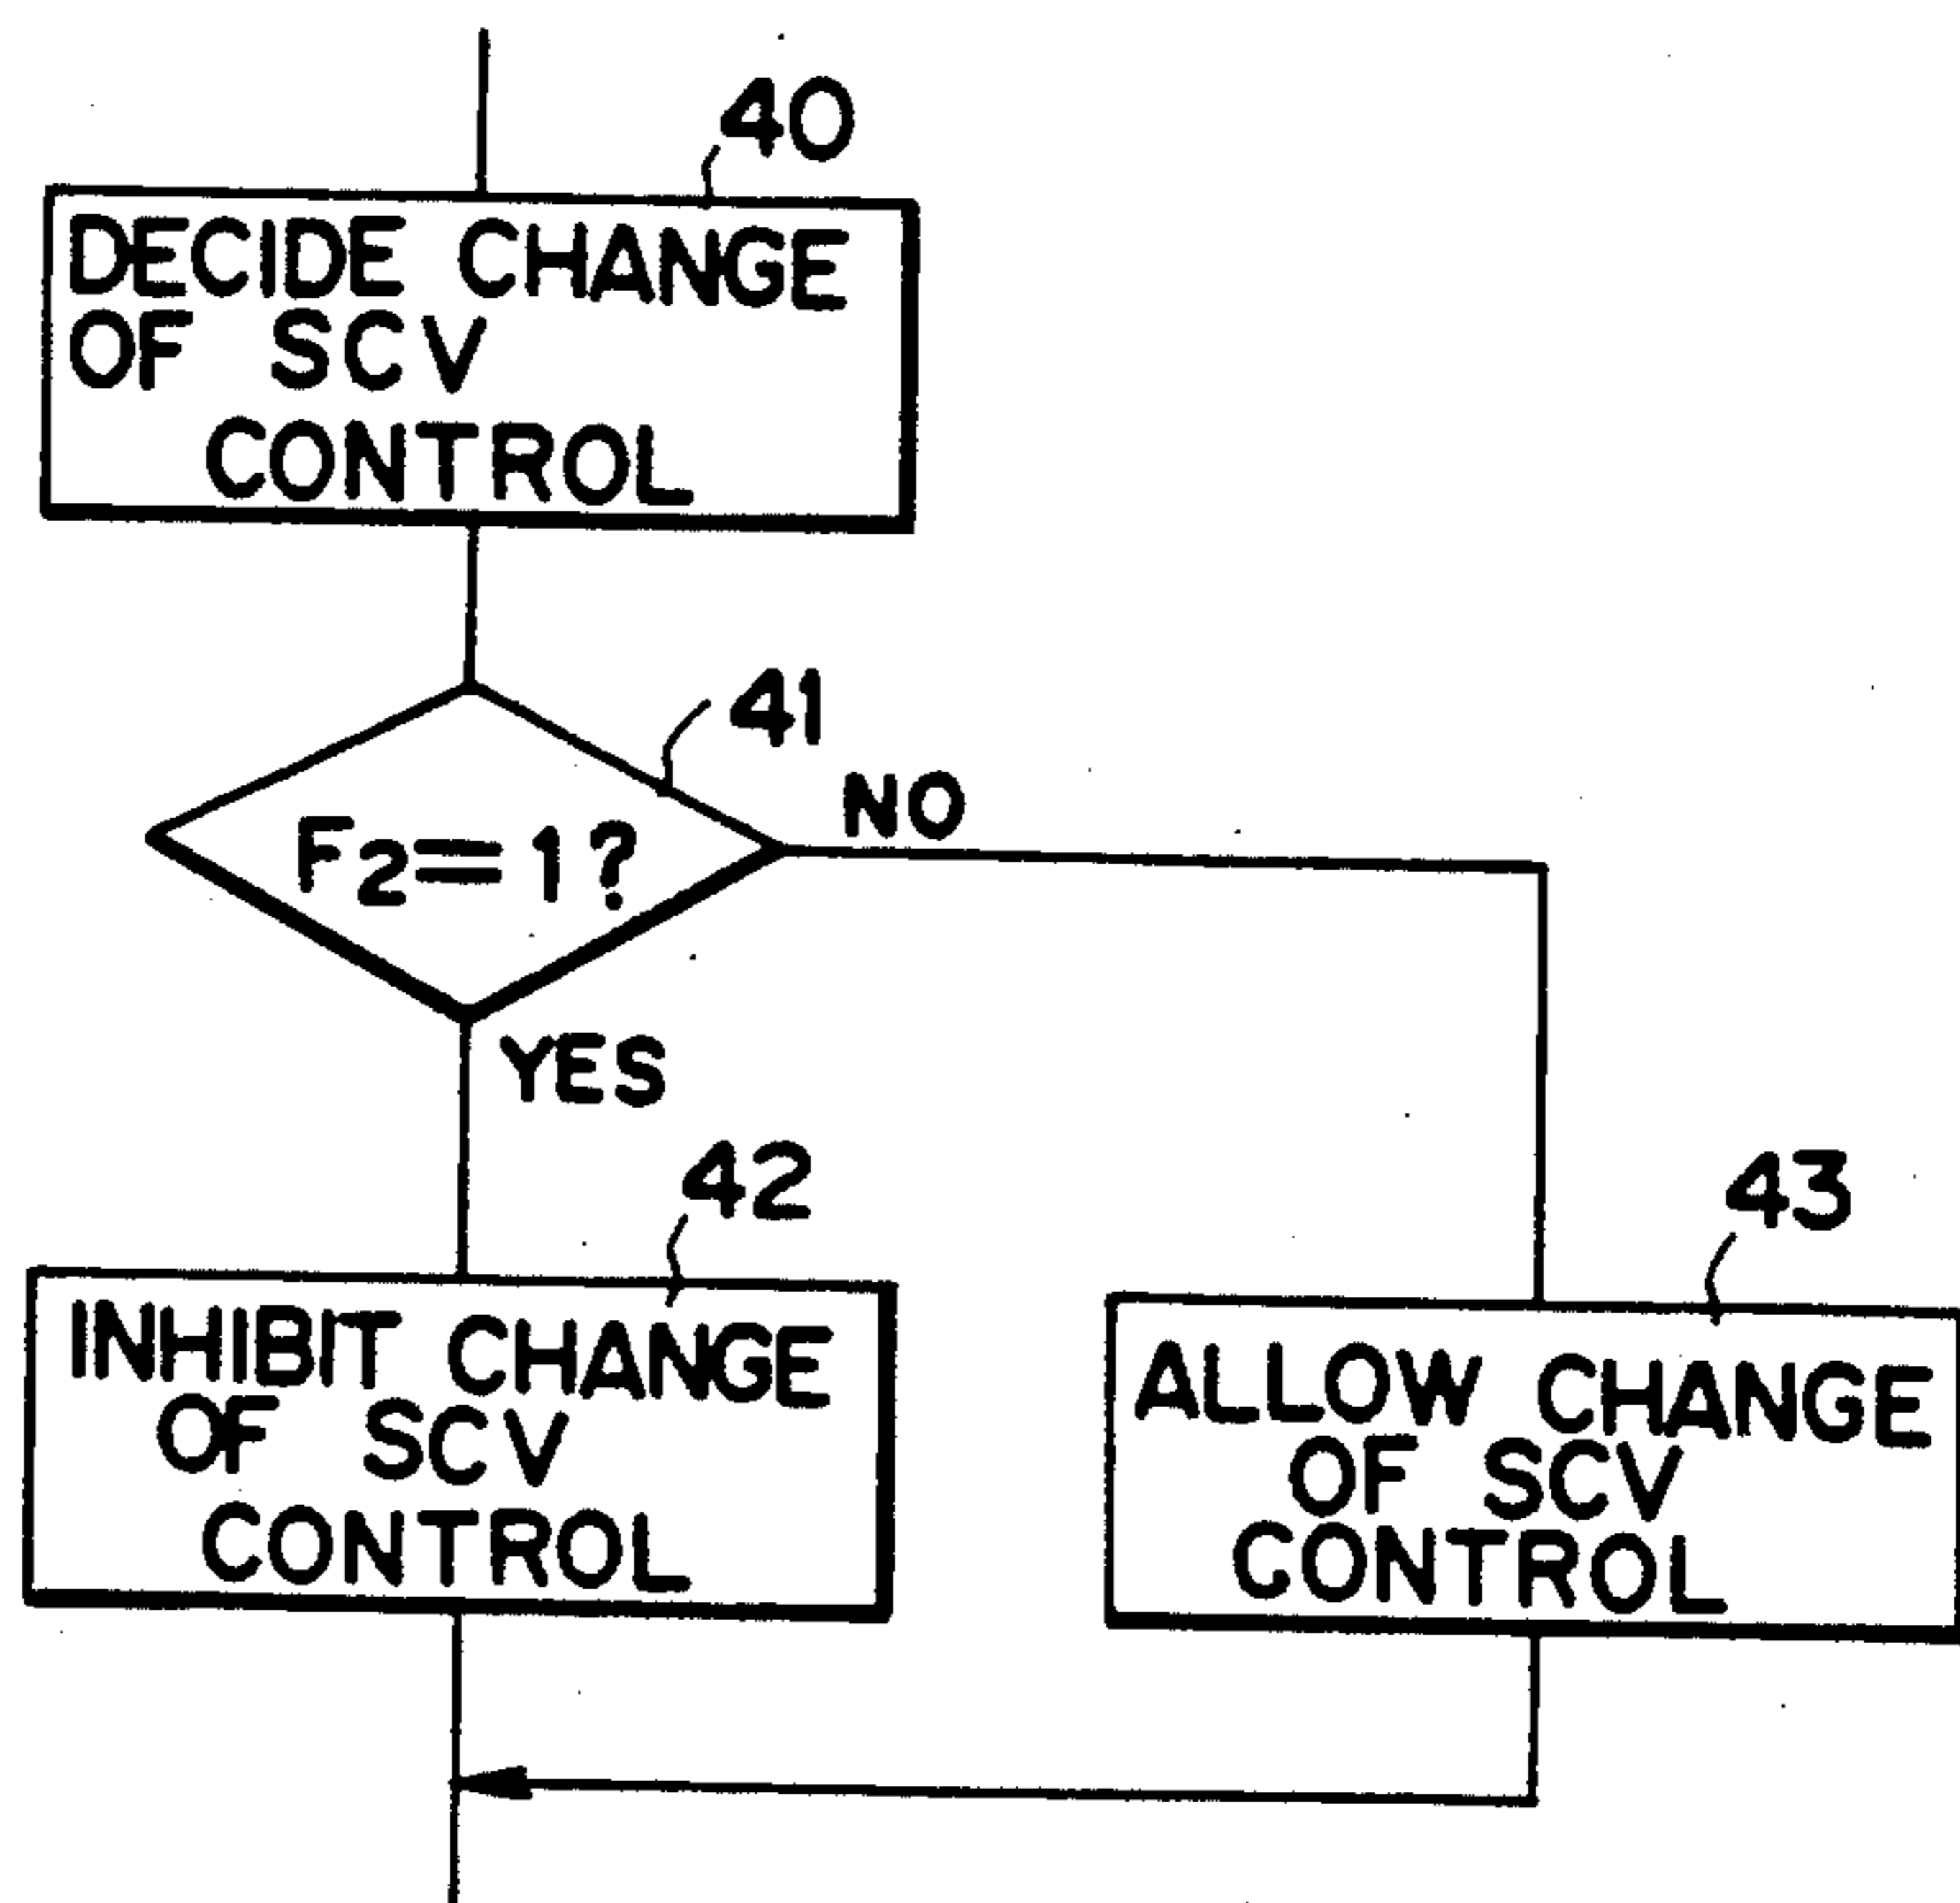 40
DECIDE CHANGE
OF SCV
CONTROL
41
F2=1?
NO
YES
42
INHIBIT CHANGE
OF SCV
CONTROL
43
ALLOW CHANGE
OF SCV
CONTROL